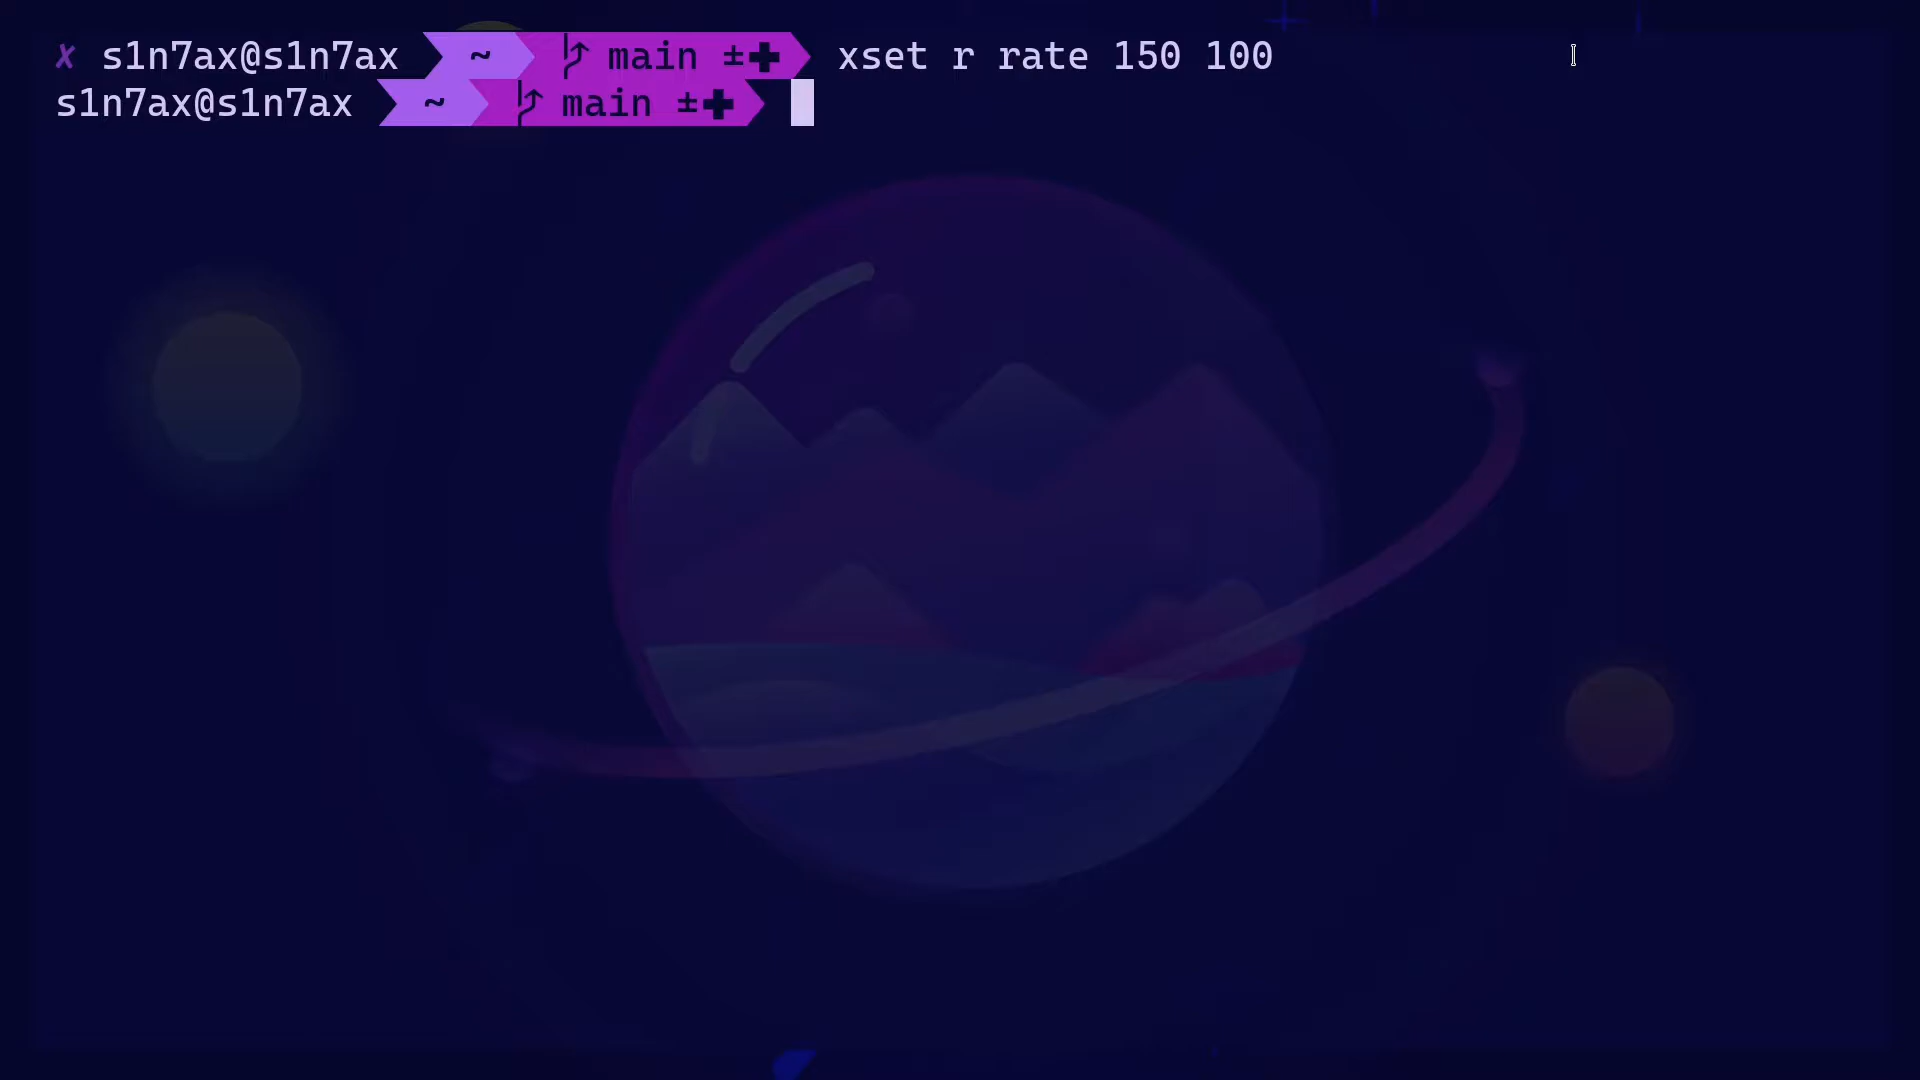 ✗ s1n7ax@s1n7ax ~ main ±✚ xset r rate 150 100
s1n7ax@s1n7ax ~ main ±✚